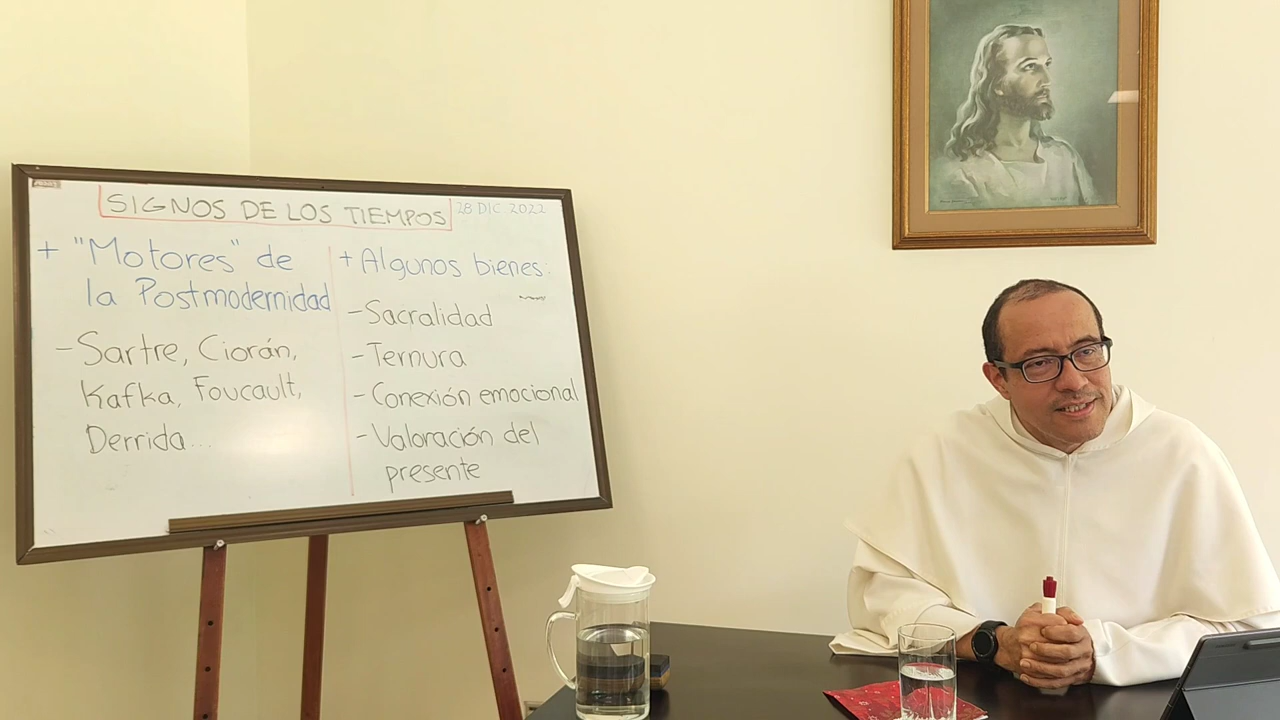 SIGNOS DE LOS TIEMPOS 28 DIC. 2022
+ "Motores" de
la Postmodernidad
- Sartre, Ciorán,
Kafka, Foucault,
Derrida...
+ Algunos bienes:
- Sacralidad
- Ternura
- Conexión emocional
- Valoración del
presente